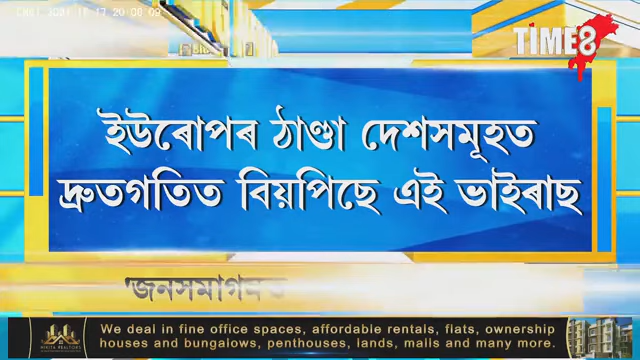 TIME8
ইউৰোপৰ ঠাণ্ডা দেশসমূহত
দ্ৰুতগতিত বিয়পিছে এই ভাইৰাছ
We deal in fine office spaces, affordable rentals, flats, ownership
houses and bungalows, penthouses, lands, malls and many more.